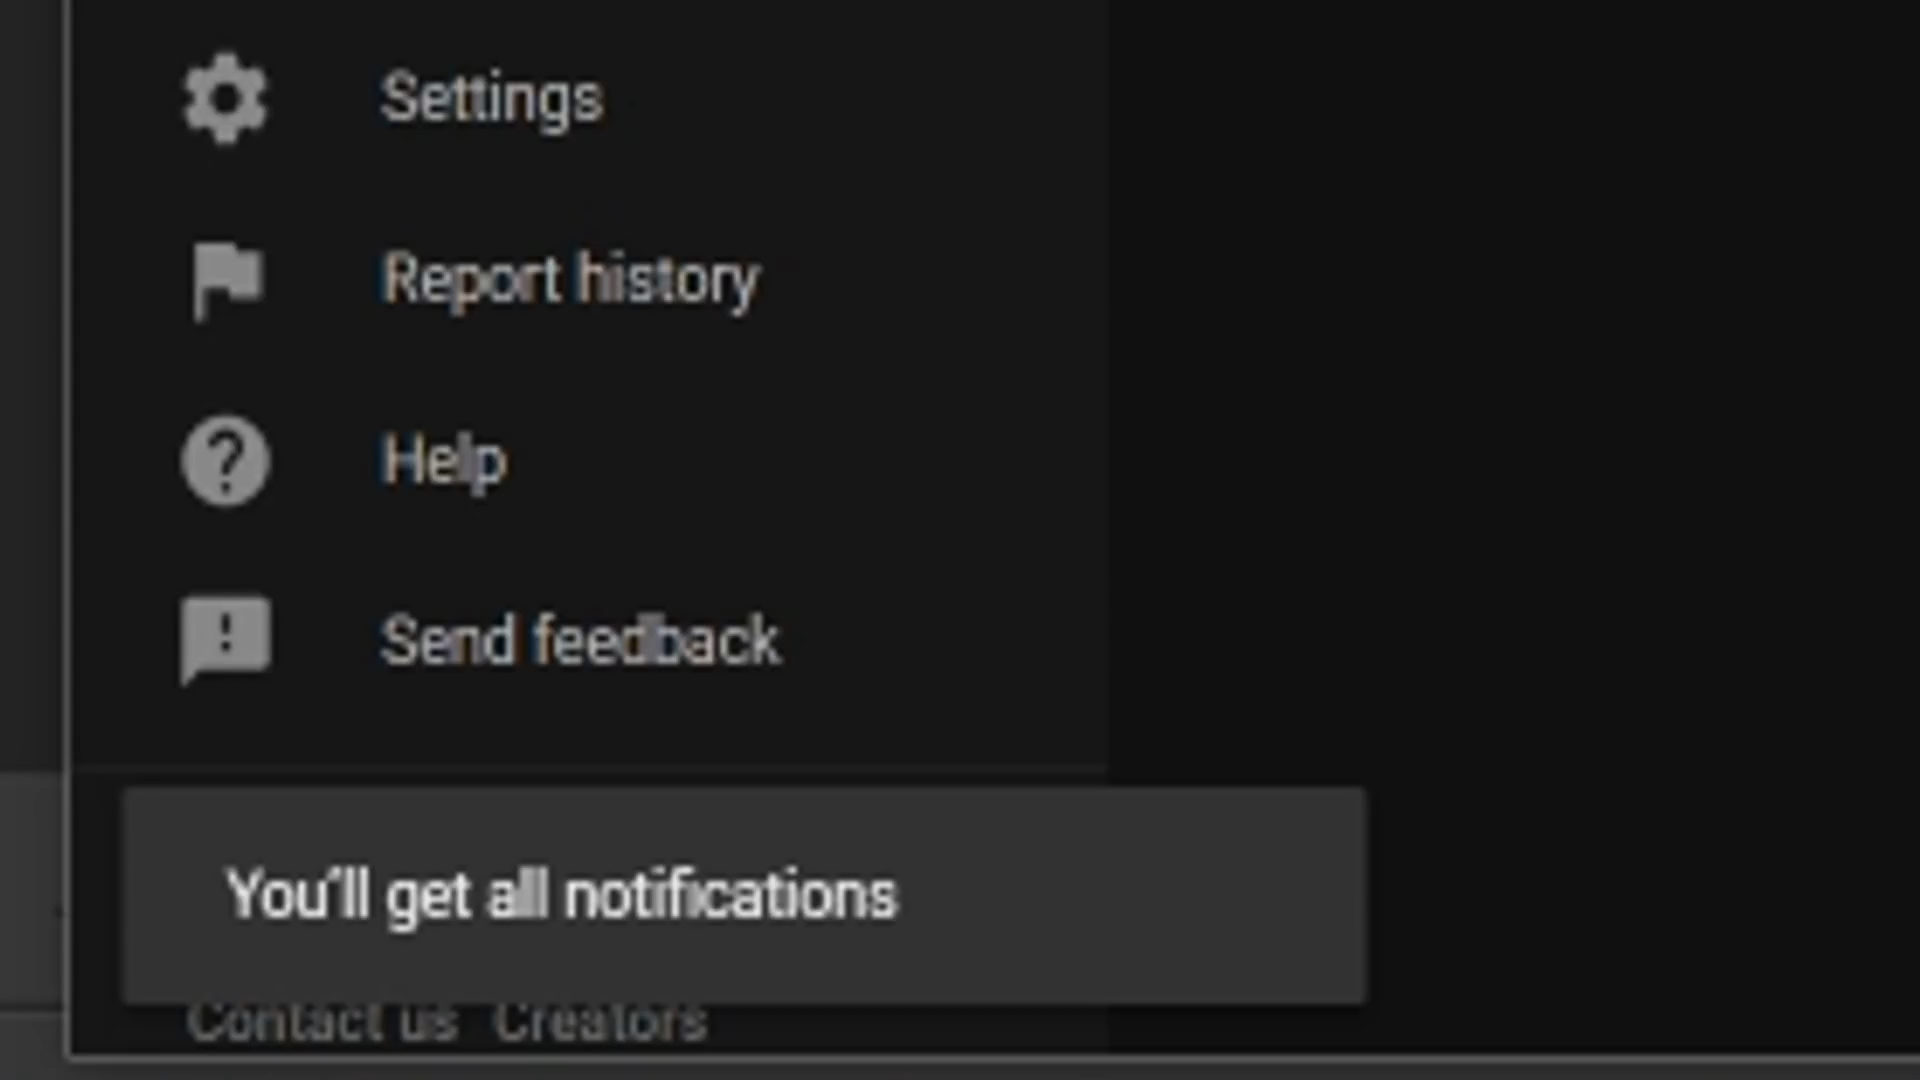 Settings
Report history
Help
Send feedback
You'll get all notifications
Contact us Creators